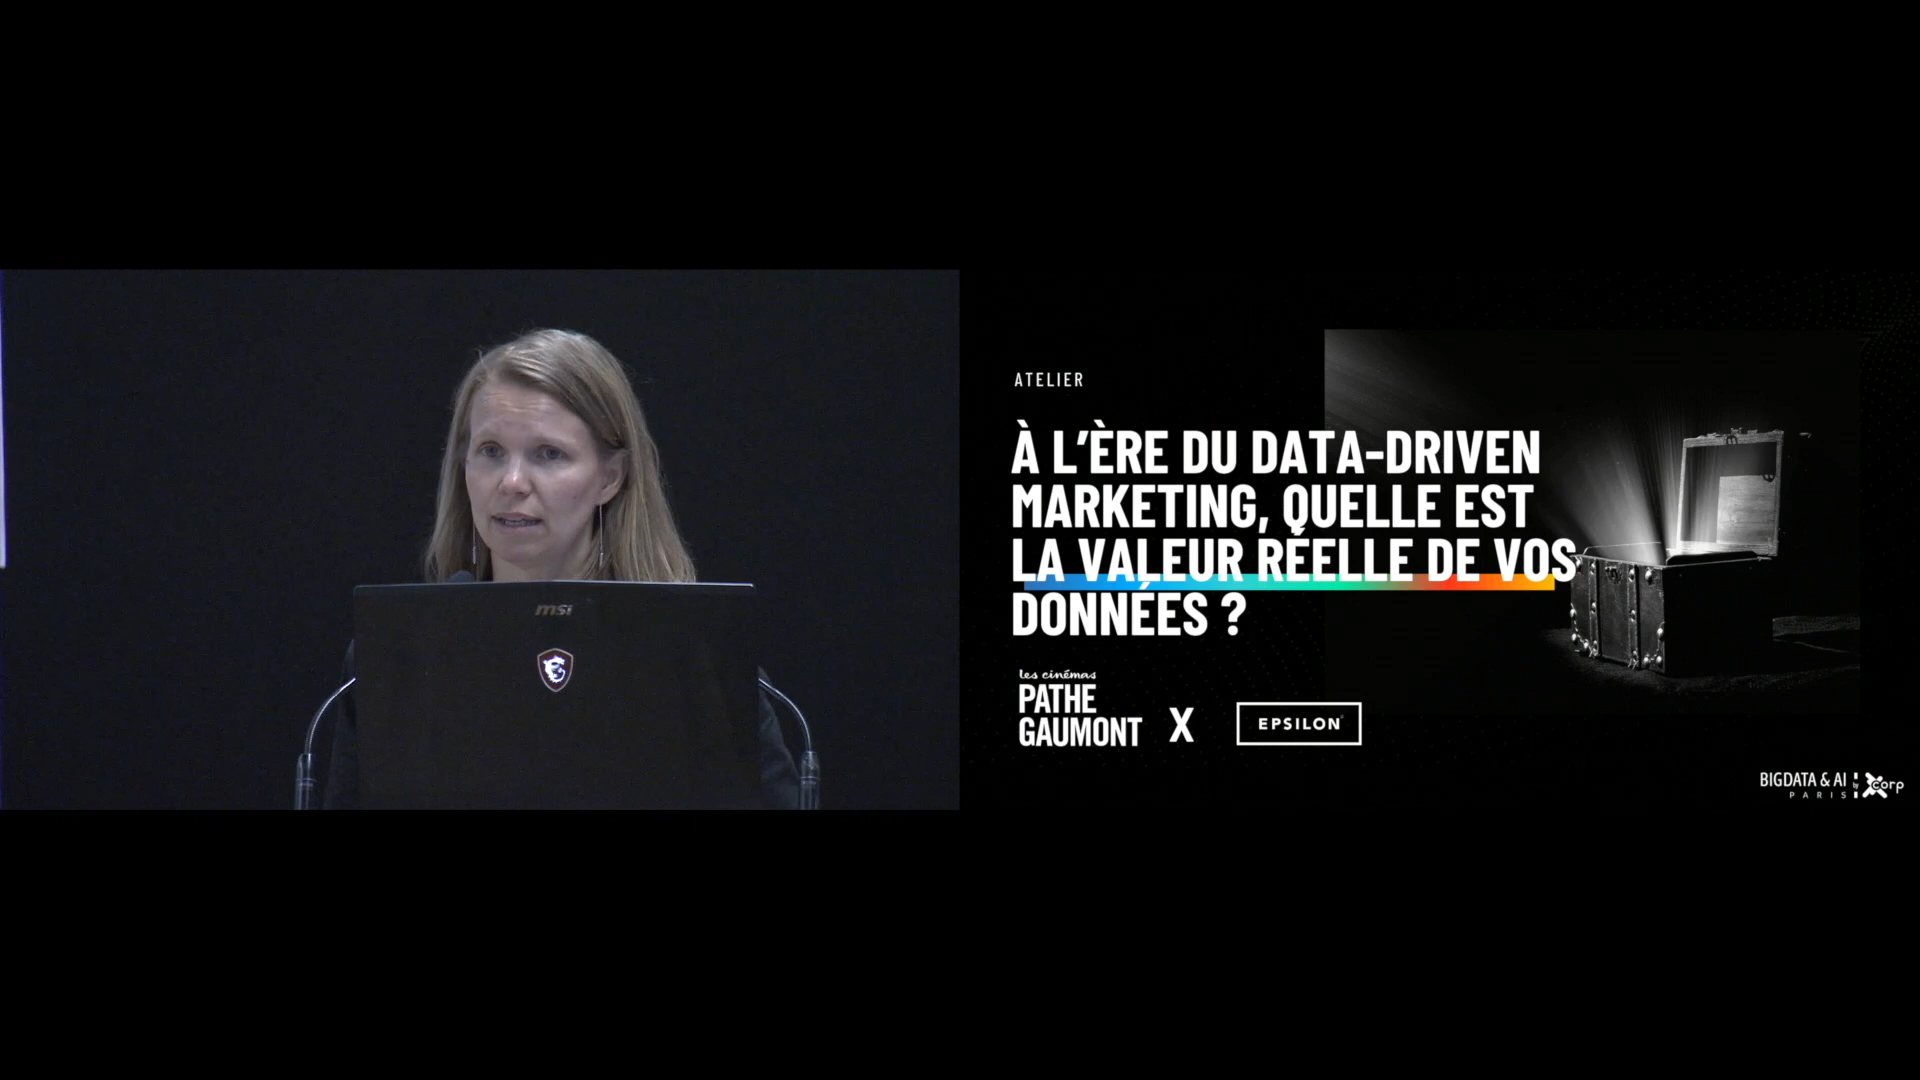 msi
ATELIER
À L'ÈRE DU DATA-DRIVEN
MARKETING, QUELLE EST
LA VALEUR RÉELLE DE VOS
DONNÉES ?
les cinémas
PATHE
GAUMONT
X
EPSILON
BIGDATA & AI
PARIS
by
corp